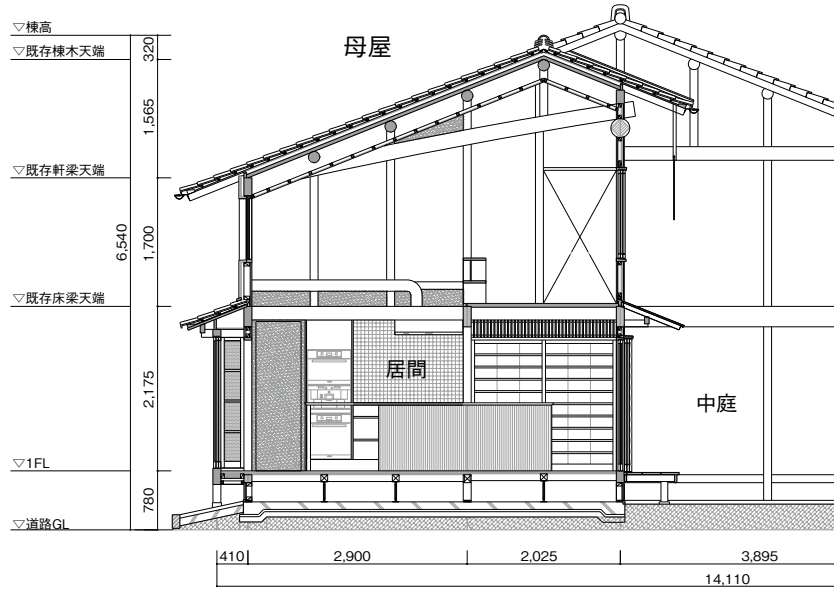 母屋
▽棟高
320
▽既存棟木天端
1,565
▽既存軒梁天端
6,540
1,700
▽既存床梁天端
居間
2,175
中庭
▽1FL
780
▽道路GL
410
2,900
2,025
3,895
14,110